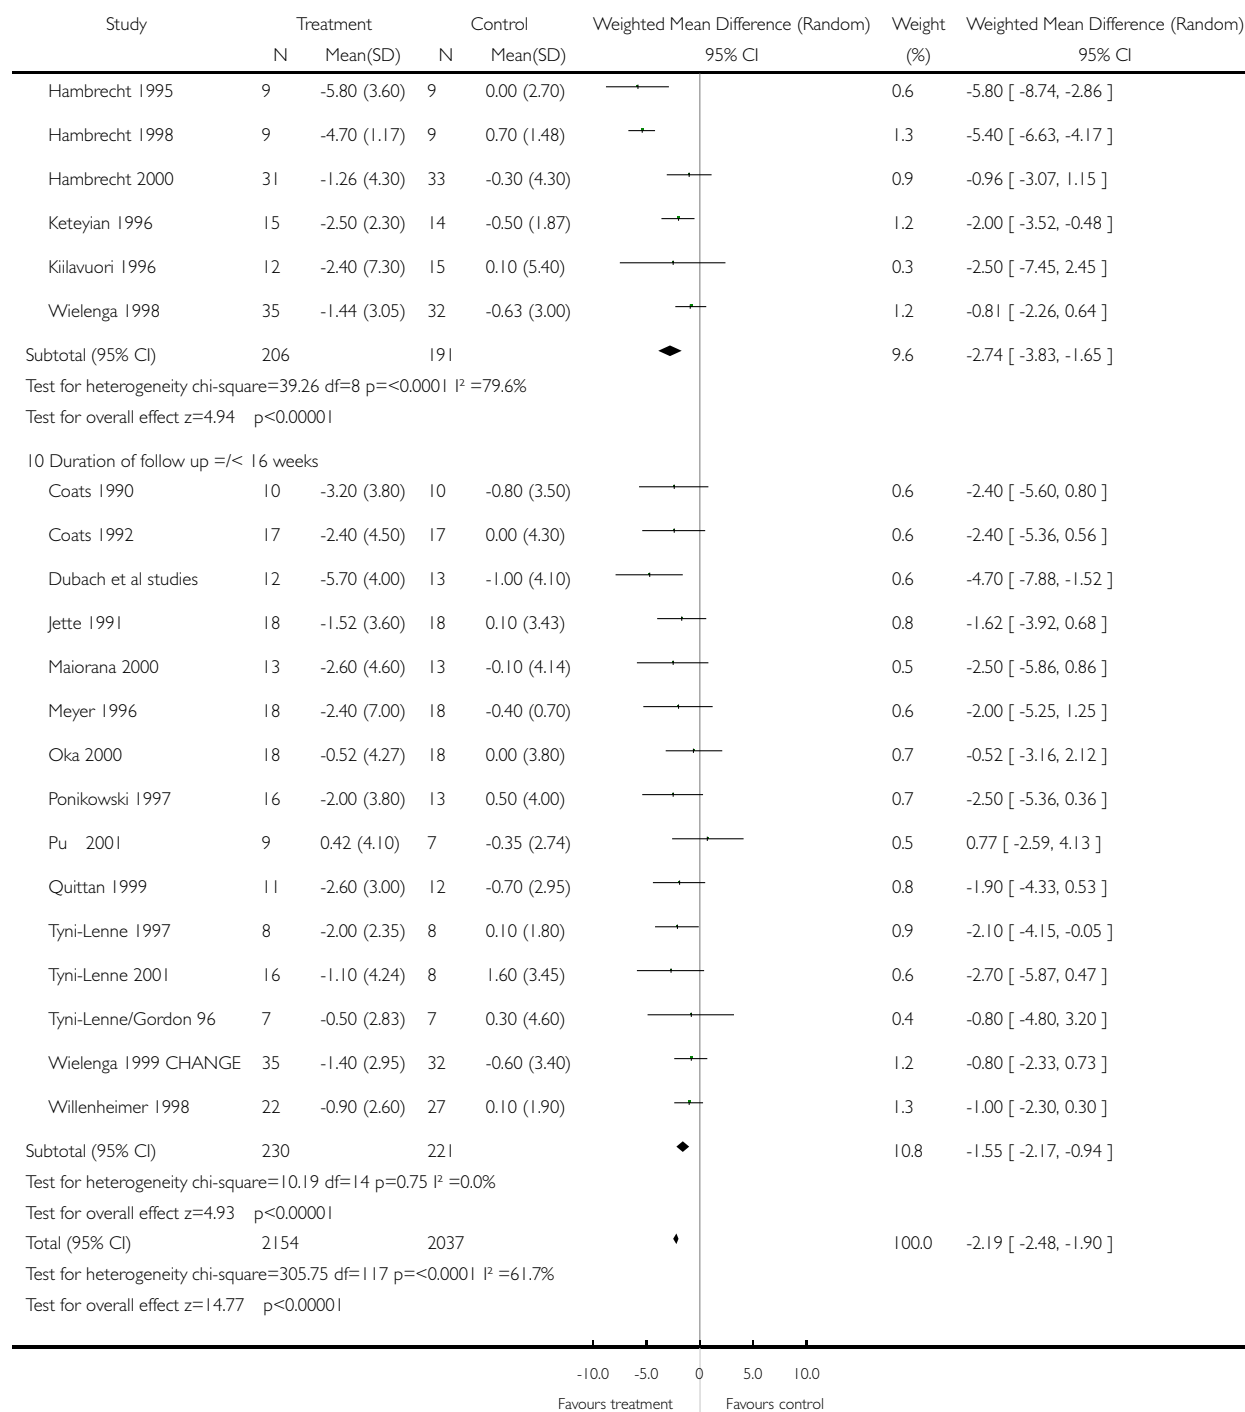 Study Treatment Control Weighted Mean Difference (Random) Weight Weighted Mean Difference (Random)
N Mean(SD) N Mean(SD) 95% CI (%) 95% CI
Hambrecht 1995 9 -5.80 (3.60) 9 0.00 (2.70) 0.6 -5.80 [ -8.74, -2.86 ]
Hambrecht 1998 9 -4.70 (1.17) 9 0.70 (1.48) 1.3 -5.40 [ -6.63, -4.17 ]
Hambrecht 2000 31 -1.26 (4.30) 33 -0.30 (4.30) 0.9 -0.96 [ -3.07, 1.15 ]
Keteyian 1996 15 -2.50 (2.30) 14 -0.50 (1.87) 1.2 -2.00 [ -3.52, -0.48 ]
Kiilavuori 1996 12 -2.40 (7.30) 15 0.10 (5.40) 0.3 -2.50 [ -7.45, 2.45 ]
Wielenga 1998 35 -1.44 (3.05) 32 -0.63 (3.00) 1.2 -0.81 [ -2.26, 0.64 ]
Subtotal (95% CI) 206 191 9.6 -2.74 [ -3.83, -1.65 ]
Test for heterogeneity chi-square=39.26 df=8 p=<0.0001 I² =79.6%
Test for overall effect z=4.94 p<0.00001
10 Duration of follow up =/< 16 weeks
Coats 1990 10 -3.20 (3.80) 10 -0.80 (3.50) 0.6 -2.40 [ -5.60, 0.80 ]
Coats 1992 17 -2.40 (4.50) 17 0.00 (4.30) 0.6 -2.40 [ -5.36, 0.56 ]
Dubach et al studies 12 -5.70 (4.00) 13 -1.00 (4.10) 0.6 -4.70 [ -7.88, -1.52 ]
Jette 1991 18 -1.52 (3.60) 18 0.10 (3.43) 0.8 -1.62 [ -3.92, 0.68 ]
Maiorana 2000 13 -2.60 (4.60) 13 -0.10 (4.14) 0.5 -2.50 [ -5.86, 0.86 ]
Meyer 1996 18 -2.40 (7.00) 18 -0.40 (0.70) 0.6 -2.00 [ -5.25, 1.25 ]
Oka 2000 18 -0.52 (4.27) 18 0.00 (3.80) 0.7 -0.52 [ -3.16, 2.12 ]
Ponikowski 1997 16 -2.00 (3.80) 13 0.50 (4.00) 0.7 -2.50 [ -5.36, 0.36 ]
Pu 2001 9 0.42 (4.10) 7 -0.35 (2.74) 0.5 0.77 [ -2.59, 4.13 ]
Quittan 1999 11 -2.60 (3.00) 12 -0.70 (2.95) 0.8 -1.90 [ -4.33, 0.53 ]
Tyni-Lenne 1997 8 -2.00 (2.35) 8 0.10 (1.80) 0.9 -2.10 [ -4.15, -0.05 ]
Tyni-Lenne 2001 16 -1.10 (4.24) 8 1.60 (3.45) 0.6 -2.70 [ -5.87, 0.47 ]
Tyni-Lenne/Gordon 96 7 -0.50 (2.83) 7 0.30 (4.60) 0.4 -0.80 [ -4.80, 3.20 ]
Wielenga 1999 CHANGE 35 -1.40 (2.95) 32 -0.60 (3.40) 1.2 -0.80 [ -2.33, 0.73 ]
Willenheimer 1998 22 -0.90 (2.60) 27 0.10 (1.90) 1.3 -1.00 [ -2.30, 0.30 ]
Subtotal (95% CI) 230 221 10.8 -1.55 [ -2.17, -0.94 ]
Test for heterogeneity chi-square=10.19 df=14 p=0.75 I² =0.0%
Test for overall effect z=4.93 p<0.00001
Total (95% CI) 2154 2037 100.0 -2.19 [ -2.48, -1.90 ]
Test for heterogeneity chi-square=305.75 df=117 p=<0.0001 I² =61.7%
Test for overall effect z=14.77 p<0.00001
-10.0 -5.0 0 5.0 10.0
Favours treatment Favours control